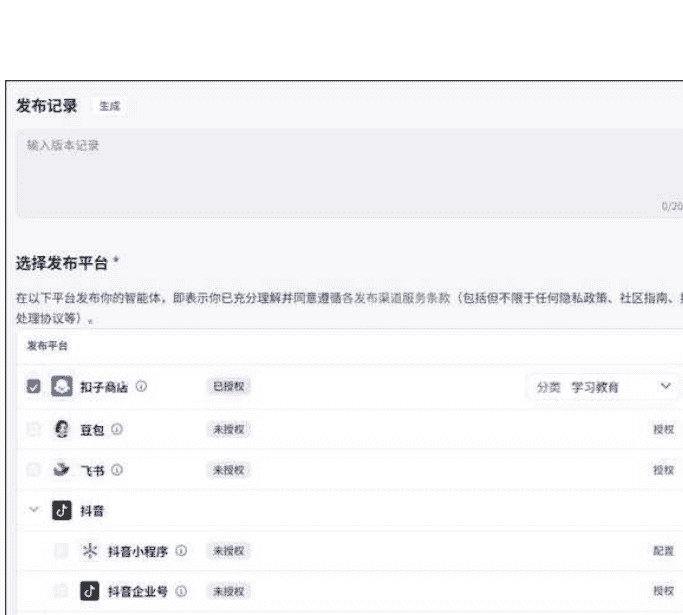 发布记录 生成
输入版本记录
0/20
选择发布平台 *
在以下平台发布你的智能体，即表示你已充分理解并同意遵循各发布渠道服务条款（包括但不限于任何隐私政策、社区指南、
处理协议等）。
发布平台
扣子商店 已授权 分类 学习教育
豆包 未授权 授权
飞书 未授权 授权
抖音
抖音小程序 未授权 配置
抖音企业号 未授权 授权